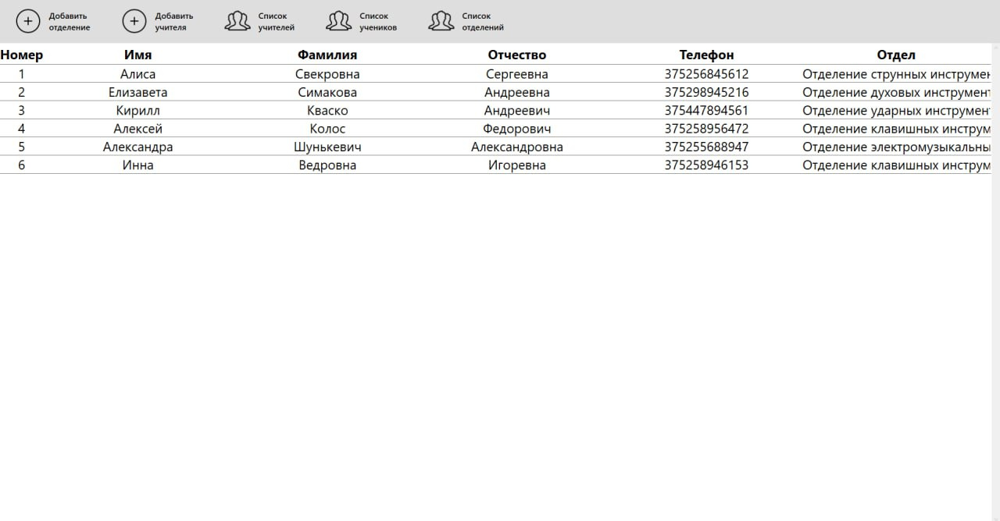 Добавить отделение
Добавить учителя
Список учителей
Список учеников
Список отделений
Номер Имя Фамилия Отчество Телефон Отдел
1 Алиса Свекровна Сергеевна 375256845612 Отделение струнных инструмен
2 Елизавета Симакова Андреевна 375298945216 Отделение духовых инструмент
3 Кирилл Кваско Андреевич 375447894561 Отделение ударных инструмент
4 Алексей Колос Федорович 375258956472 Отделение клавишных инструм
5 Александра Шунькевич Александровна 375255688947 Отделение электромузыкальны
6 Инна Ведровна Игоревна 375258946153 Отделение клавишных инструм